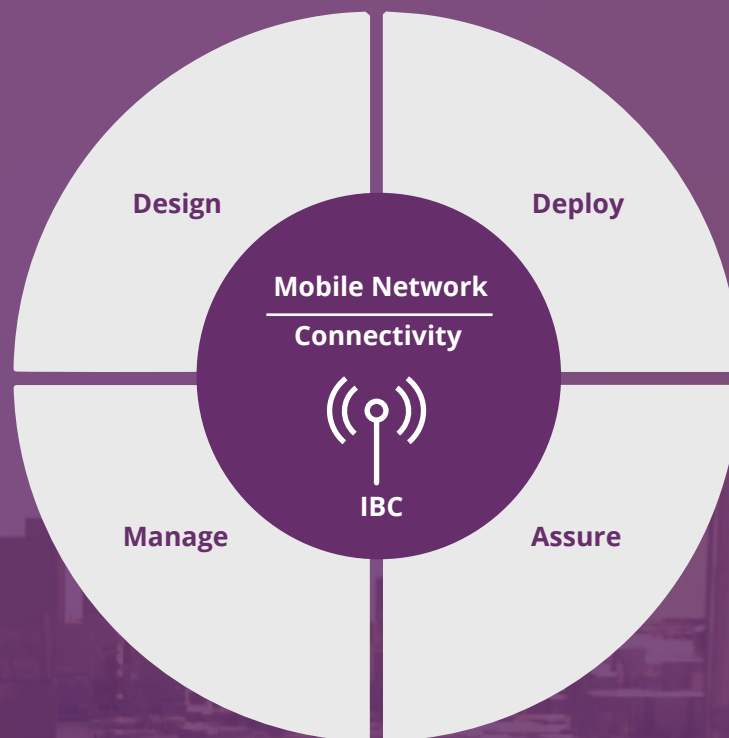 Design
Deploy
Mobile Network
Connectivity
IBC
Manage
Assure